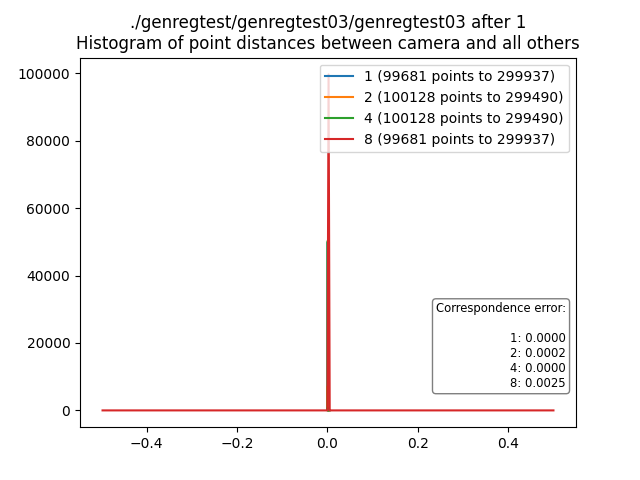 ./genregtest/genregtest03/genregtest03 after 1
Histogram of point distances between camera and all others
100000
80000
60000
40000
20000
0
1 (99681 points to 299937)
2 (100128 points to 299490)
4 (100128 points to 299490)
8 (99681 points to 299937)
Correspondence error:
1: 0.0000
2: 0.0002
4: 0.0000
8: 0.0025
−0.4 −0.2 0.0 0.2 0.4